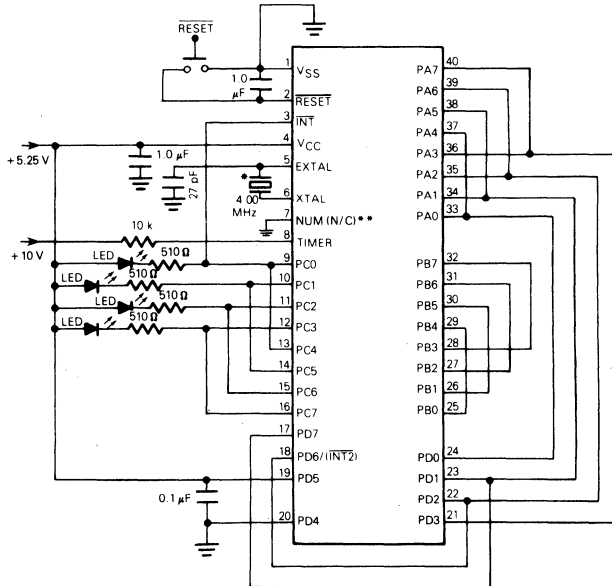 RESET
1.0 μF
+5.25 V
1.0 μF
27 pF
*
4.00 MHz
10 k
+10 V
LED
510Ω
LED
510Ω
LED
510Ω
LED
510Ω
0.1 μF
1 VSS
2 RESET
3 INT
4 VCC
5 EXTAL
6 XTAL
7 NUM (N/C)**
8 TIMER
9 PC0
10 PC1
11 PC2
12 PC3
13 PC4
14 PC5
15 PC6
16 PC7
17 PD7
18 PD6/(INT2)
19 PD5
20 PD4
PA7 40
PA6 39
PA5 38
PA4 37
PA3 36
PA2 35
PA1 34
PA0 33
PB7 32
PB6 31
PB5 30
PB4 29
PB3 28
PB2 27
PB1 26
PB0 25
PD0 24
PD1 23
PD2 22
PD3 21